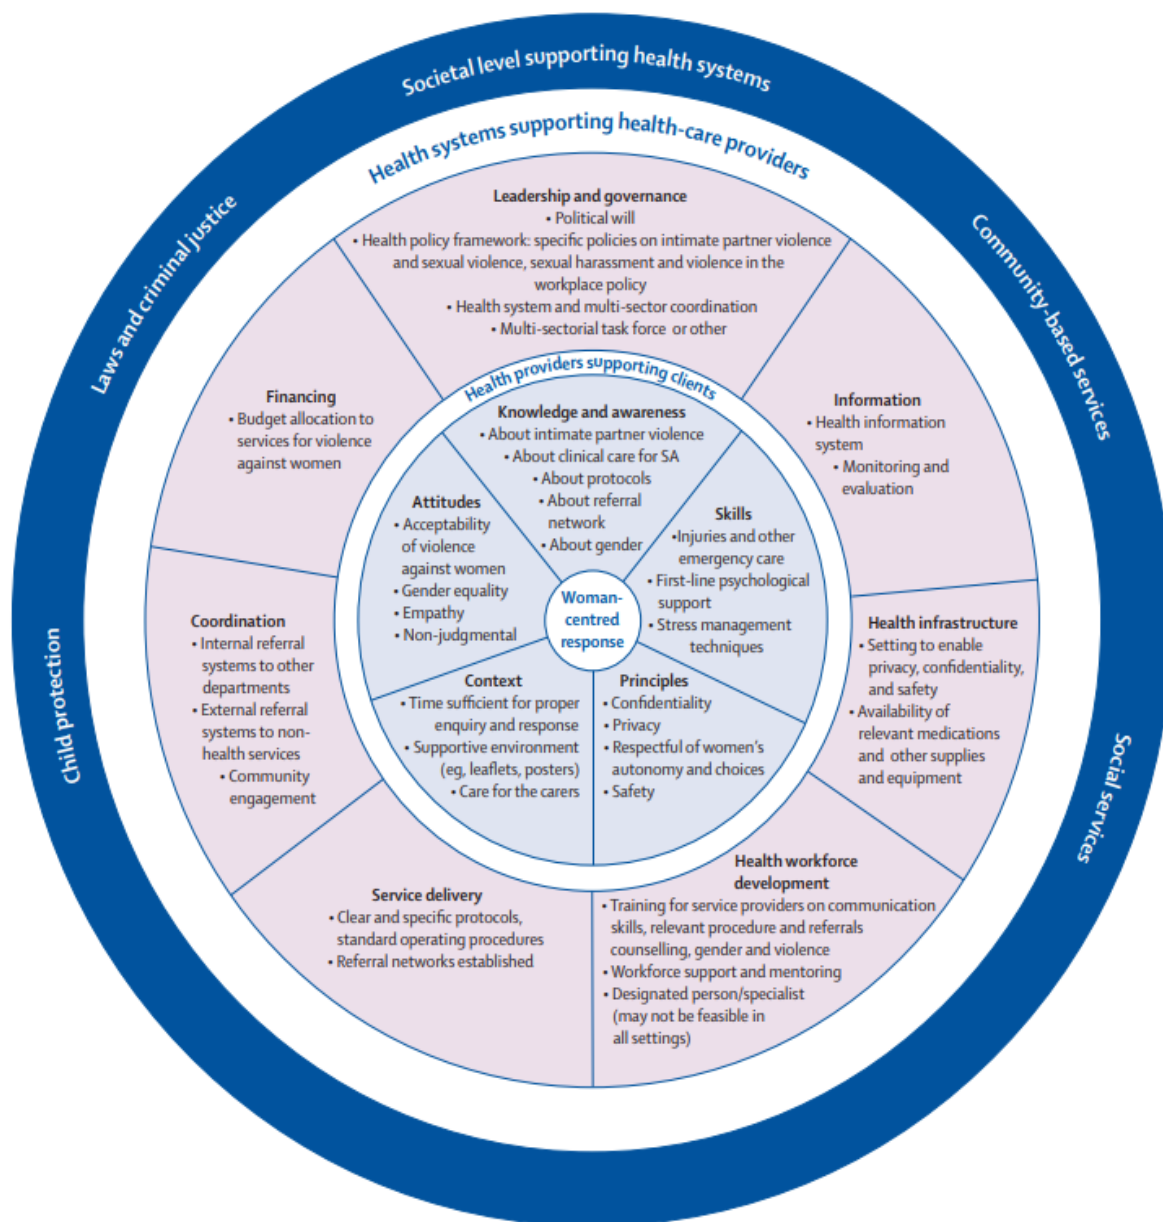 Societal level supporting health systems
Laws and criminal justice
Community-based services
Child protection
Social services
Health systems supporting health-care providers
Leadership and governance
• Political will
• Health policy framework: specific policies on intimate partner violence
and sexual violence, sexual harassment and violence in the
workplace policy
• Health system and multi-sector coordination
• Multi-sectorial task force or other
Financing
• Budget allocation to
services for violence
against women
Information
• Health information
system
• Monitoring and
evaluation
Coordination
• Internal referral
systems to other
departments
• External referral
systems to non-
health services
• Community
engagement
Health infrastructure
• Setting to enable
privacy, confidentiality,
and safety
• Availability of
relevant medications
and other supplies
and equipment
Service delivery
• Clear and specific protocols,
standard operating procedures
• Referral networks established
Health workforce
development
• Training for service providers on communication
skills, relevant procedure and referrals
counselling, gender and violence
• Workforce support and mentoring
• Designated person/specialist
(may not be feasible in
all settings)
Health providers supporting clients
Knowledge and awareness
• About intimate partner violence
• About clinical care for SA
• About protocols
• About referral
network
• About gender
Attitudes
• Acceptability
of violence
against women
• Gender equality
• Empathy
• Non-judgmental
Skills
•Injuries and other
emergency care
• First-line psychological
support
• Stress management
techniques
Context
• Time sufficient for proper
enquiry and response
• Supportive environment
(eg, leaflets, posters)
• Care for the carers
Principles
• Confidentiality
• Privacy
• Respectful of women's
autonomy and choices
• Safety
Woman-
centred
response